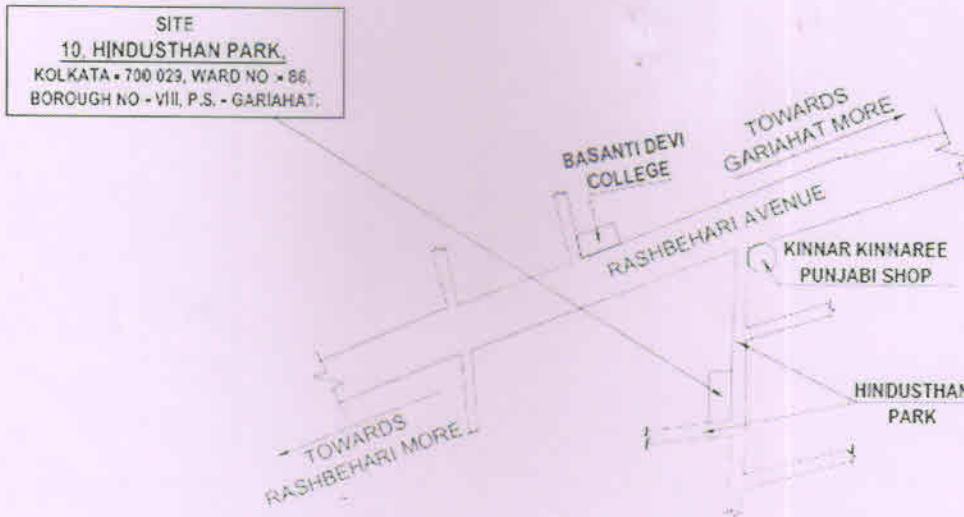 SITE
10, HINDUSTHAN PARK,
KOLKATA - 700 029, WARD NO - 86,
BOROUGH NO - VIII, P.S. - GARIAHAT.
TOWARDS
GARIAHAT MORE
BASANTI DEVI
COLLEGE
RASHBEHARI AVENUE
KINNAR KINNAREE
PUNJABI SHOP
HINDUSTHAN
PARK
TOWARDS
RASHBEHARI MORE